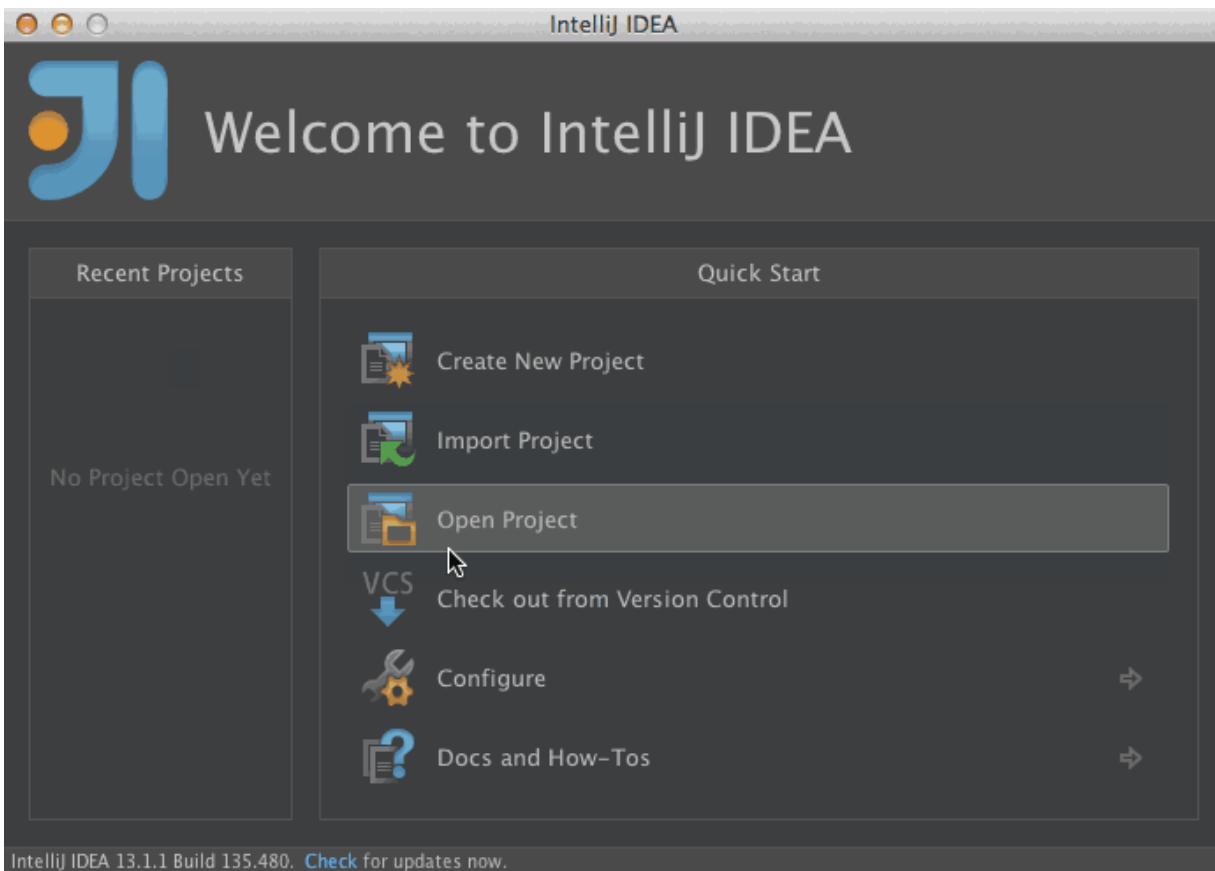 IntelliJ IDEA
Welcome to IntelliJ IDEA
Recent Projects
No Project Open Yet
Quick Start
Create New Project
Import Project
Open Project
VCS
Check out from Version Control
Configure
Docs and How-Tos
IntelliJ IDEA 13.1.1 Build 135.480. Check for updates now.